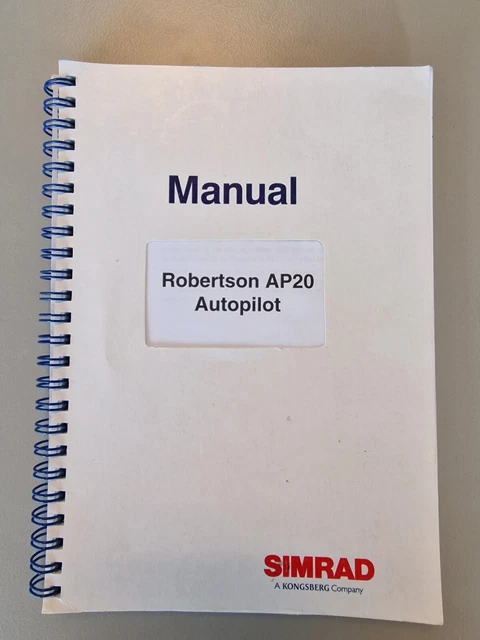 Manual
Robertson AP20
Autopilot
SIMRAD
A KONGSBERG Company